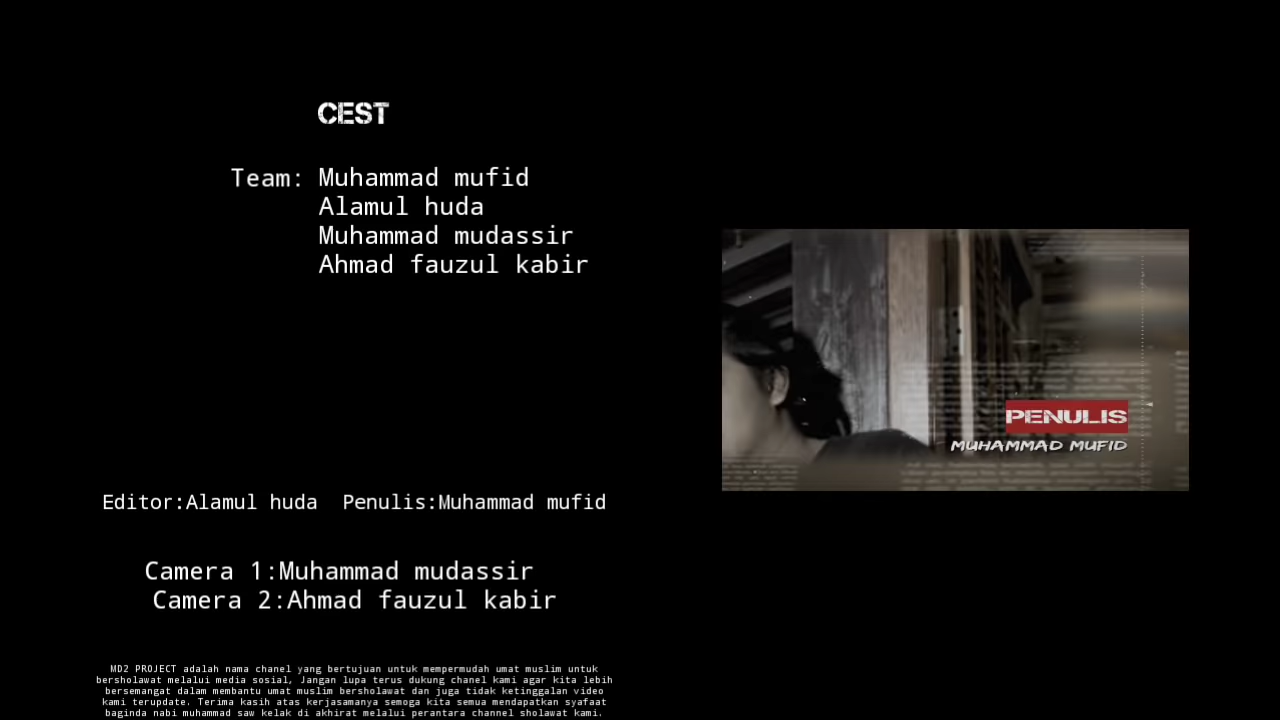 CEST
Team: Muhammad mufid
Alamul huda
Muhammad mudassir
Ahmad fauzul kabir
PENULIS
MUHAMMAD MUFID
Editor:Alamul huda Penulis:Muhammad mufid
Camera 1:Muhammad mudassir
Camera 2:Ahmad fauzul kabir
MD2 PROJECT adalah nama chanel yang bertujuan untuk mempermudah umat muslim untuk
bersholawat melalui media sosial, Jangan lupa terus dukung chanel kami agar kita lebih
bersemangat dalam membantu umat muslim bersholawat dan juga tidak ketinggalan video
kami terupdate. Terima kasih atas kerjasamanya semoga kita semua mendapatkan syafaat
baginda nabi muhammad saw kelak di akhirat melalui perantara channel sholawat kami.